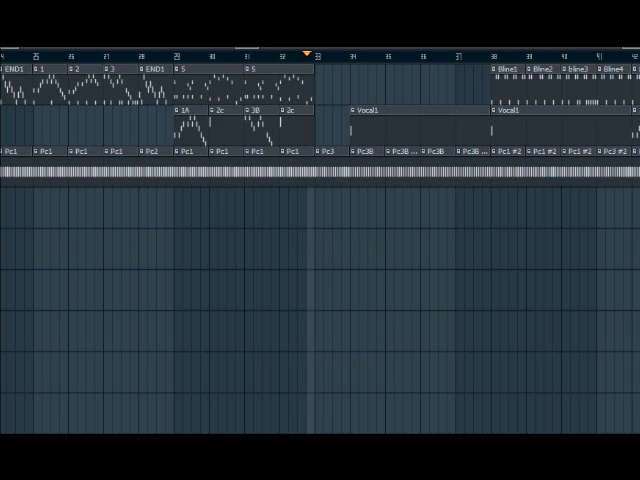 4 25 26 27 28 29 30 31 32 33 34 35 36 37 38 39 40 41 42
END1 1 2 3 END1 5 5 Bline1 Bline2 bline3 Bline4
1A 2c 3B 2c Vocal1 Vocal1
Pc1 Pc1 Pc1 Pc1 Pc2 Pc1 Pc1 Pc1 Pc1 Pc3 Pc3B Pc3B ... Pc3B Pc3B ... Pc1 #2 Pc1 #2 Pc1 #2 Pc3 #2